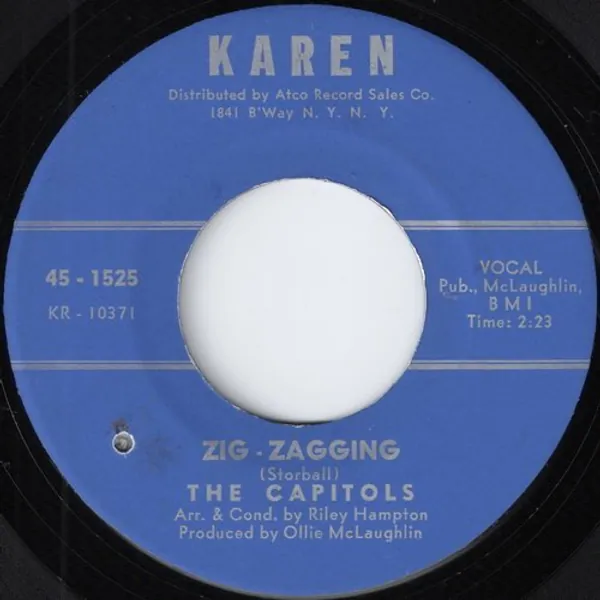 KAREN
Distributed by Atco Record Sales Co.
1841 B'Way N. Y. N. Y.
45 - 1525
KR - 10371
VOCAL
Pub., McLaughlin,
B M I
Time: 2:23
ZIG - ZAGGING
(Storball)
THE CAPITOLS
Arr. & Cond. by Riley Hampton
Produced by Ollie McLaughlin